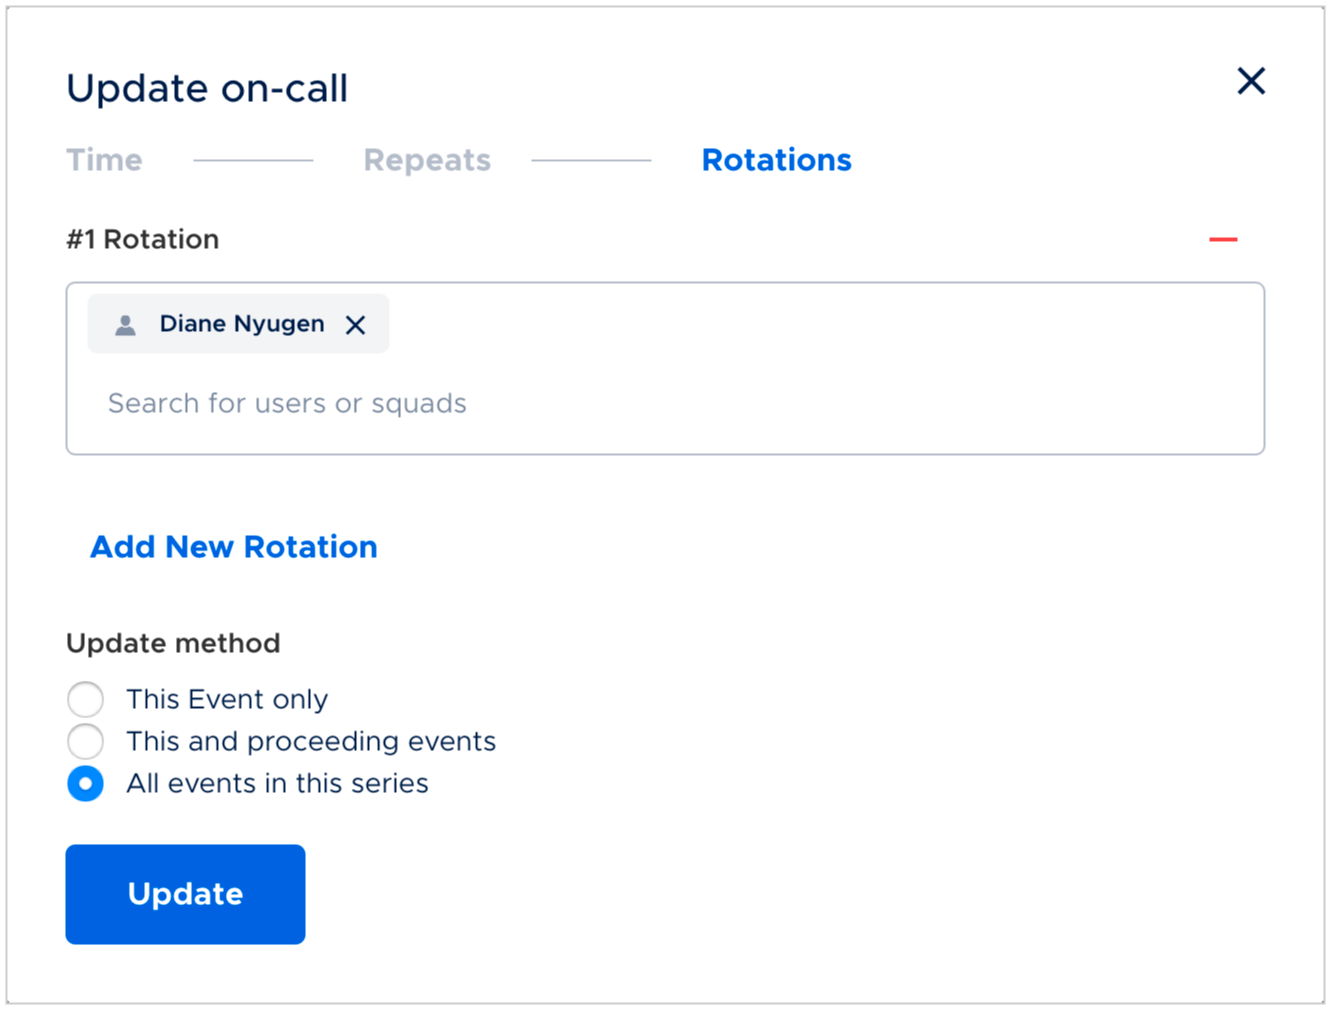 Update on-call
Time Repeats Rotations
#1 Rotation
Diane Nyugen
Search for users or squads
Add New Rotation
Update method
This Event only
This and proceeding events
All events in this series
Update